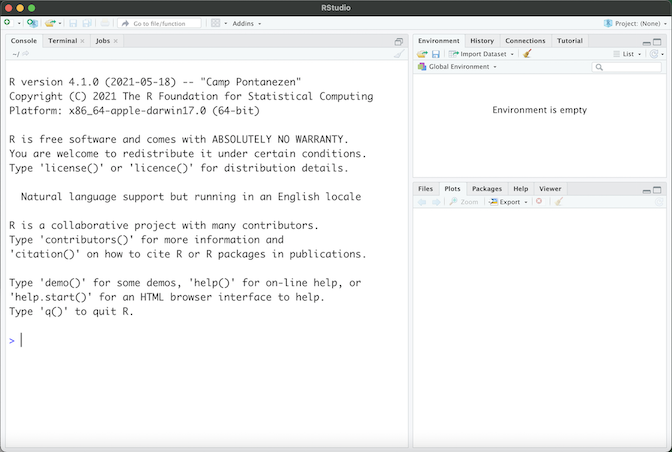 RStudio
Go to file/function
Addins
Project: (None)
Console Terminal Jobs
~/
R version 4.1.0 (2021-05-18) -- "Camp Pontanezen"
Copyright (C) 2021 The R Foundation for Statistical Computing
Platform: x86_64-apple-darwin17.0 (64-bit)
R is free software and comes with ABSOLUTELY NO WARRANTY.
You are welcome to redistribute it under certain conditions.
Type 'license()' or 'licence()' for distribution details.
Natural language support but running in an English locale
R is a collaborative project with many contributors.
Type 'contributors()' for more information and
'citation()' on how to cite R or R packages in publications.
Type 'demo()' for some demos, 'help()' for on-line help, or
'help.start()' for an HTML browser interface to help.
Type 'q()' to quit R.
>
Environment History Connections Tutorial
Import Dataset List
Global Environment
Environment is empty
Files Plots Packages Help Viewer
Zoom Export